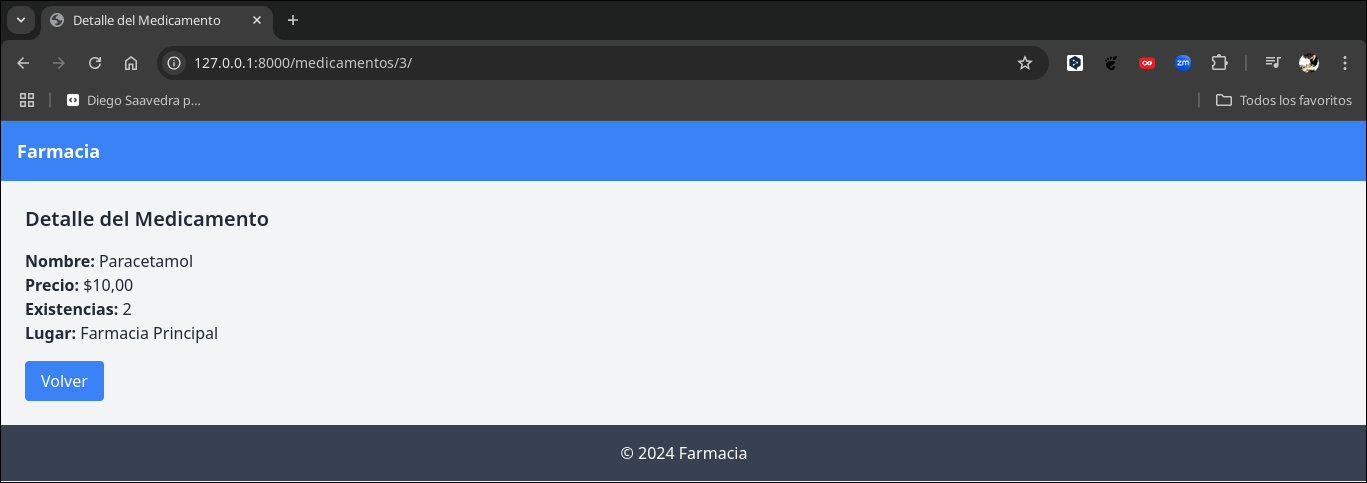 Detalle del Medicamento
127.0.0.1:8000/medicamentos/3/
zm
Diego Saavedra p...
Todos los favoritos
Farmacia
Detalle del Medicamento
Nombre: Paracetamol
Precio: $10,00
Existencias: 2
Lugar: Farmacia Principal
Volver
© 2024 Farmacia